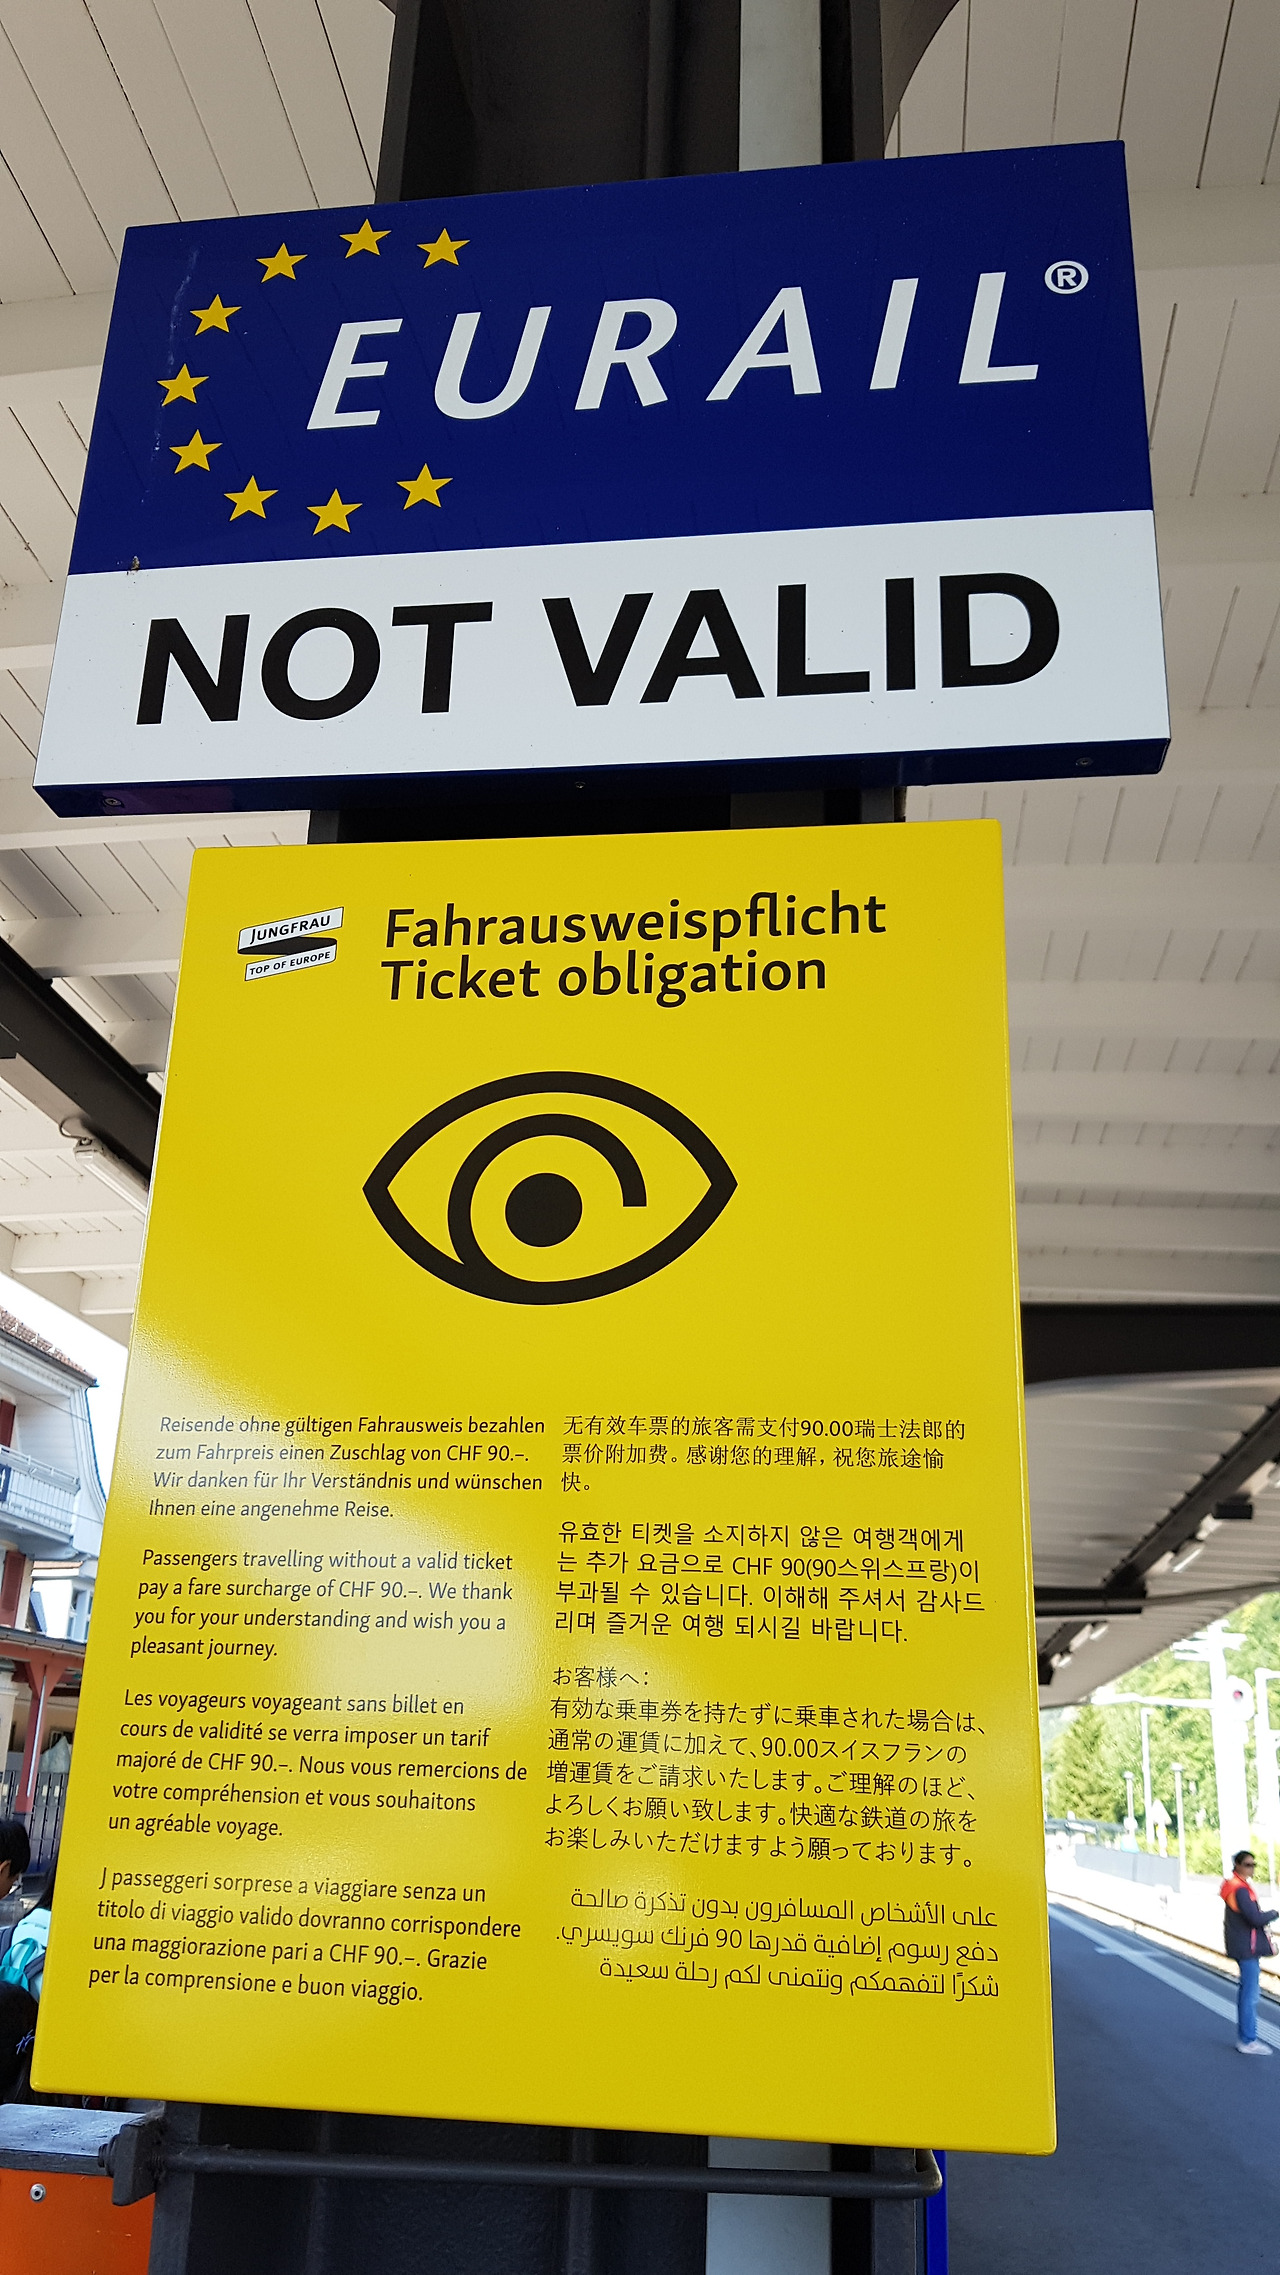 EURAIL®
NOT VALID
JUNGFRAU
TOP OF EUROPE
Fahrausweispflicht
Ticket obligation
Reisende ohne gültigen Fahrausweis bezahlen
zum Fahrpreis einen Zuschlag von CHF 90.–.
Wir danken für Ihr Verständnis und wünschen
Ihnen eine angenehme Reise.
Passengers travelling without a valid ticket
pay a fare surcharge of CHF 90.–. We thank
you for your understanding and wish you a
pleasant journey.
Les voyageurs voyageant sans billet en
cours de validité se verra imposer un tarif
majoré de CHF 90.–. Nous vous remercions de
votre compréhension et vous souhaitons
un agréable voyage.
J passeggeri sorprese a viaggiare senza un
titolo di viaggio valido dovranno corrispondere
una maggiorazione pari a CHF 90.–. Grazie
per la comprensione e buon viaggio.
无有效车票的旅客需支付90.00瑞士法郎的
票价附加费。感谢您的理解，祝您旅途愉
快。
유효한 티켓을 소지하지 않은 여행객에게
는 추가 요금으로 CHF 90(90스위스프랑)이
부과될 수 있습니다. 이해해 주셔서 감사드
리며 즐거운 여행 되시길 바랍니다.
お客様へ：
有効な乗車券を持たずに乗車された場合は、
通常の運賃に加えて、90.00スイスフランの
増運賃をご請求いたします。ご理解のほど、
よろしくお願い致します。快適な鉄道の旅を
お楽しみいただけますよう願っております。
على الأشخاص المسافرون بدون تذكرة صالحة
دفع رسوم إضافية قدرها 90 فرنك سويسري.
شكرًا لتفهمكم ونتمنى لكم رحلة سعيدة